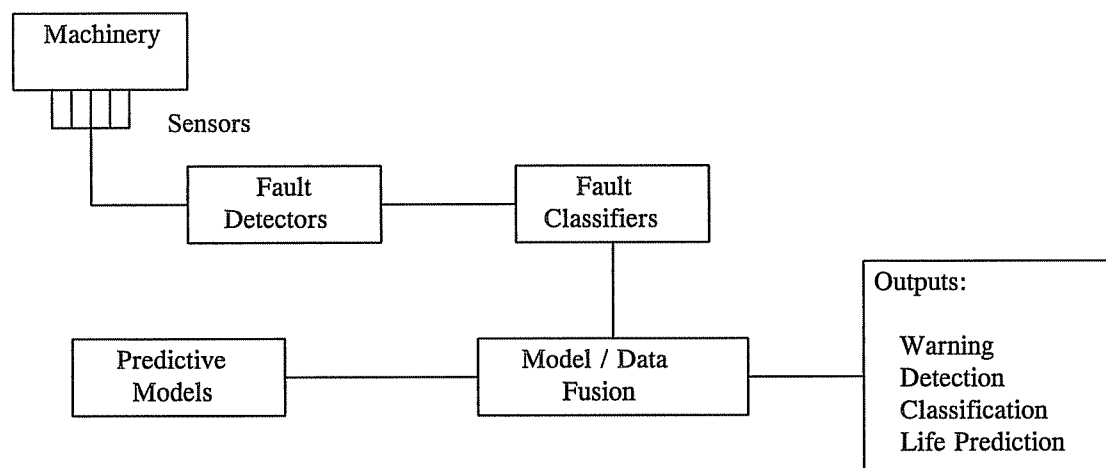 Machinery
Sensors
Fault
Detectors
Fault
Classifiers
Predictive
Models
Model / Data
Fusion
Outputs:
Warning
Detection
Classification
Life Prediction